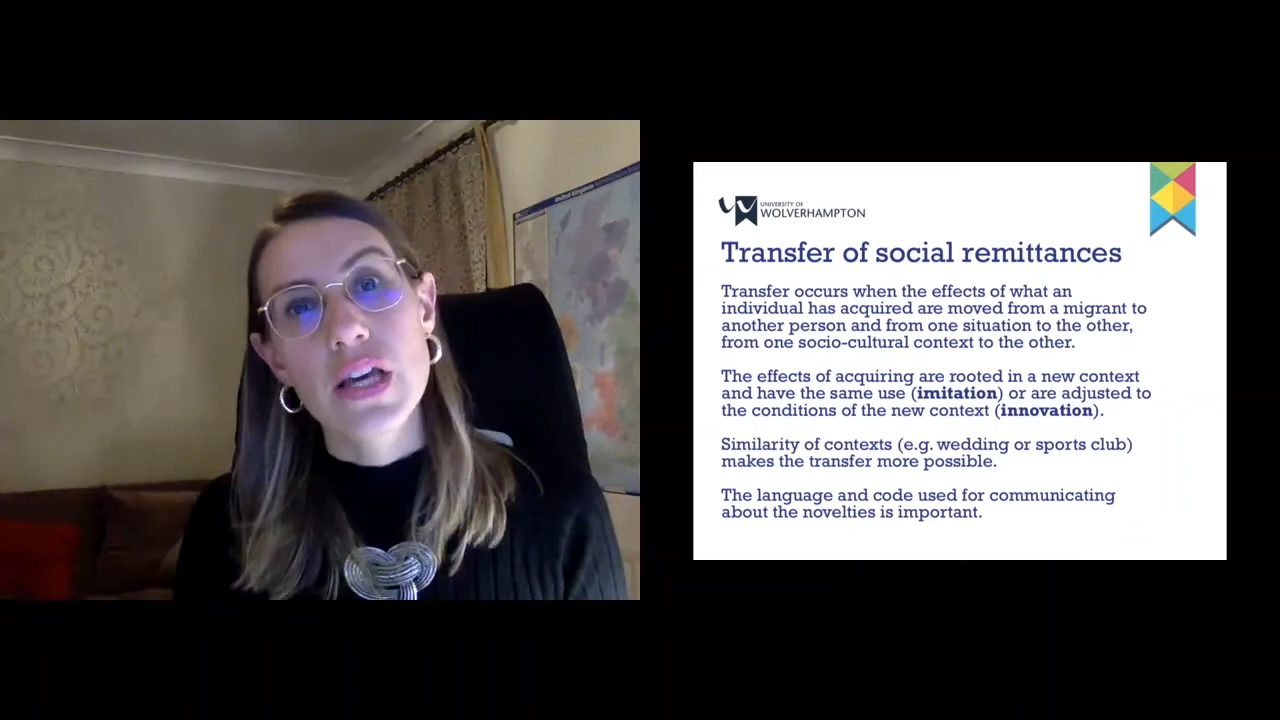 United Kingdom
UNIVERSITY OF
WOLVERHAMPTON
Transfer of social remittances
Transfer occurs when the effects of what an
individual has acquired are moved from a migrant to
another person and from one situation to the other,
from one socio-cultural context to the other.
The effects of acquiring are rooted in a new context
and have the same use (imitation) or are adjusted to
the conditions of the new context (innovation).
Similarity of contexts (e.g. wedding or sports club)
makes the transfer more possible.
The language and code used for communicating
about the novelties is important.